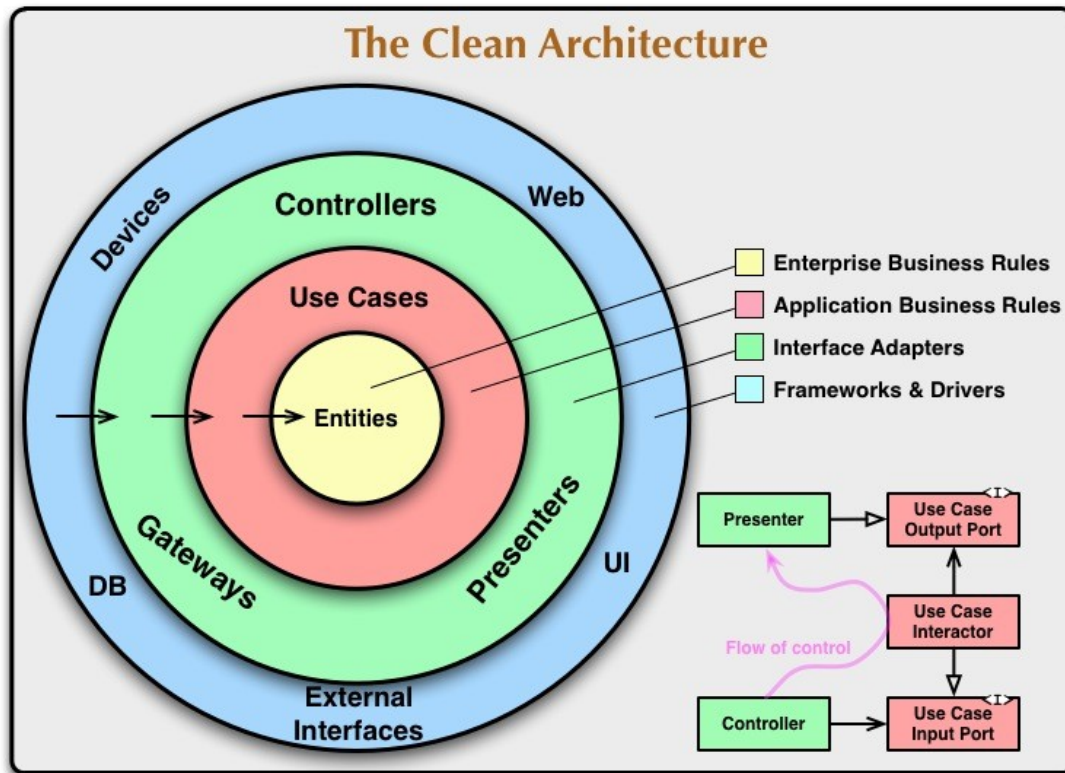 The Clean Architecture
Devices
Controllers
Web
Use Cases
Entities
Gateways
Presenters
DB
UI
External
Interfaces
Enterprise Business Rules
Application Business Rules
Interface Adapters
Frameworks & Drivers
Presenter
<I>
Use Case
Output Port
Flow of control
Use Case
Interactor
Controller
<I>
Use Case
Input Port